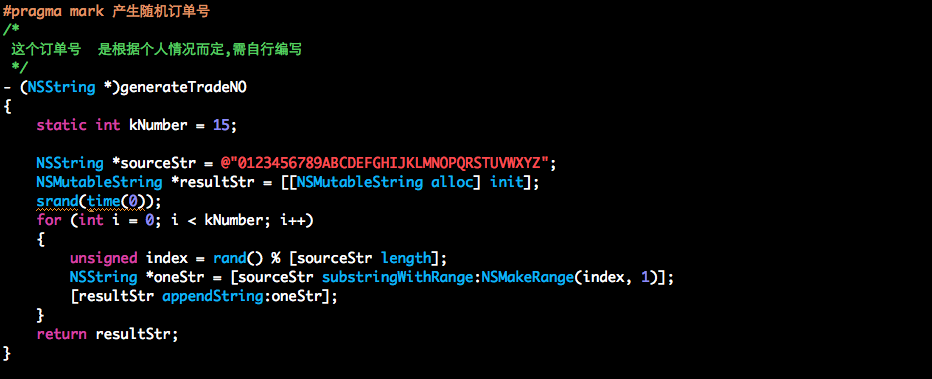 #pragma mark 产生随机订单号
/*
 这个订单号  是根据个人情况而定,需自行编写
 */
- (NSString *)generateTradeNO
{
    static int kNumber = 15;

    NSString *sourceStr = @"0123456789ABCDEFGHIJKLMNOPQRSTUVWXYZ";
    NSMutableString *resultStr = [[NSMutableString alloc] init];
    srand(time(0));
    for (int i = 0; i < kNumber; i++)
    {
        unsigned index = rand() % [sourceStr length];
        NSString *oneStr = [sourceStr substringWithRange:NSMakeRange(index, 1)];
        [resultStr appendString:oneStr];
    }
    return resultStr;
}